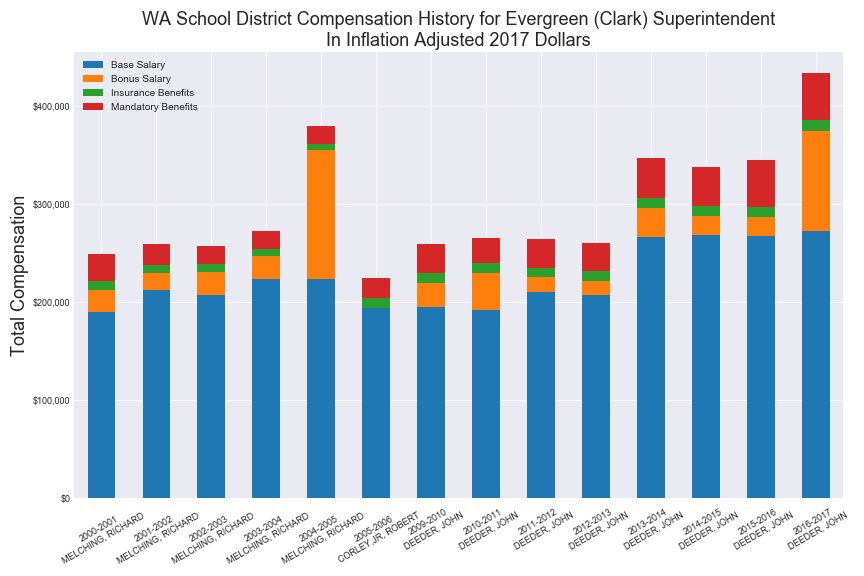 WA School District Compensation History for Evergreen (Clark) Superintendent
In Inflation Adjusted 2017 Dollars
Base Salary
Bonus Salary
Insurance Benefits
Mandatory Benefits
Total Compensation
$400,000
$300,000
$200,000
$100,000
$0
2000-2001
MELCHING, RICHARD
2001-2002
MELCHING, RICHARD
2002-2003
MELCHING, RICHARD
2003-2004
MELCHING, RICHARD
2004-2005
MELCHING, RICHARD
2005-2006
CORLEY JR, ROBERT
2009-2010
DEEDER, JOHN
2010-2011
DEEDER, JOHN
2011-2012
DEEDER, JOHN
2012-2013
DEEDER, JOHN
2013-2014
DEEDER, JOHN
2014-2015
DEEDER, JOHN
2015-2016
DEEDER, JOHN
2016-2017
DEEDER, JOHN